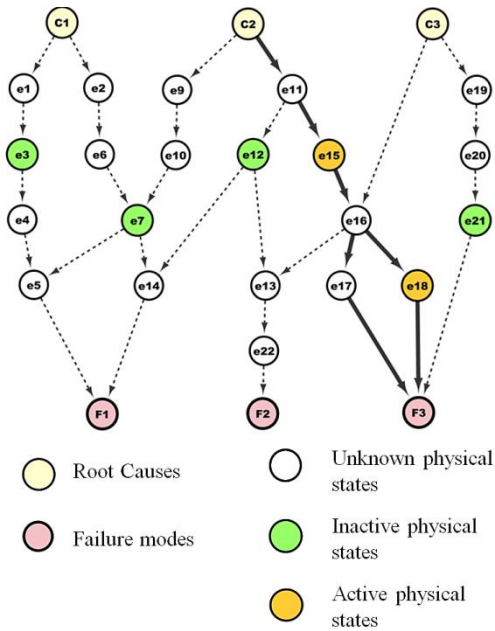 C1 C2 C3
e1 e2 e9 e11 e19
e3 e6 e10 e12 e15 e20
e4 e7 e16 e21
e5 e14 e13 e17 e18
e22
F1 F2 F3
Root Causes
Failure modes
Unknown physical
states
Inactive physical
states
Active physical
states